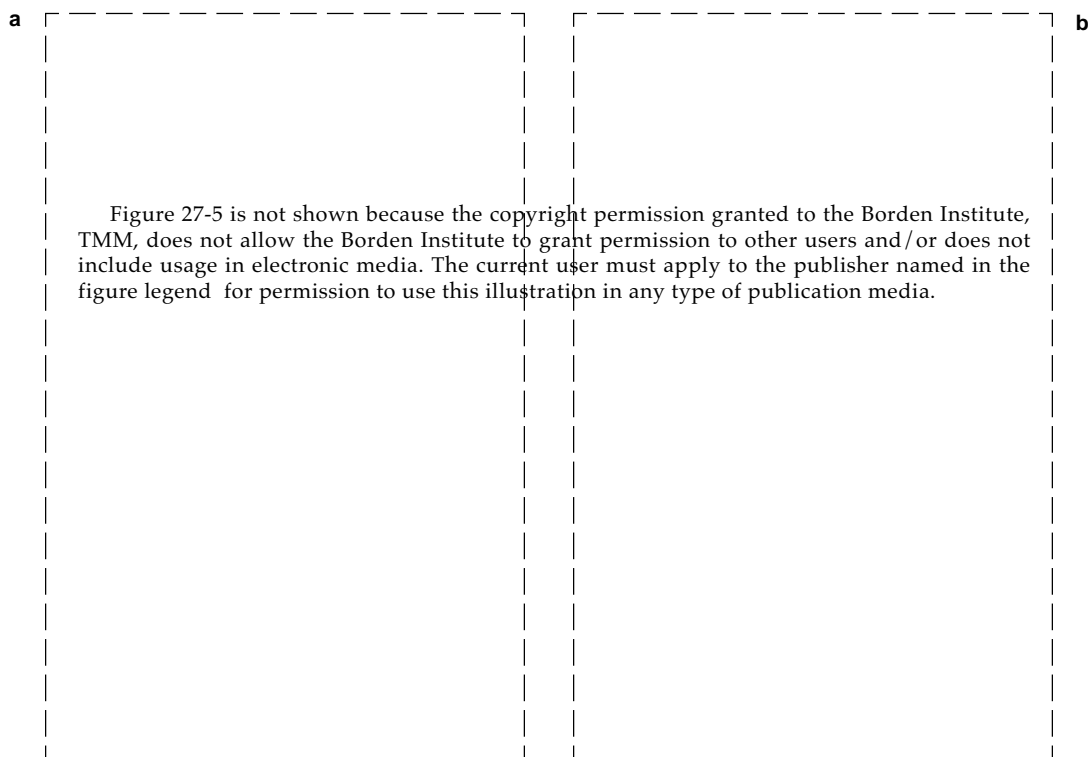 a
b
Figure 27-5 is not shown because the copyright permission granted to the Borden Institute,
TMM, does not allow the Borden Institute to grant permission to other users and/or does not
include usage in electronic media. The current user must apply to the publisher named in the
figure legend for permission to use this illustration in any type of publication media.